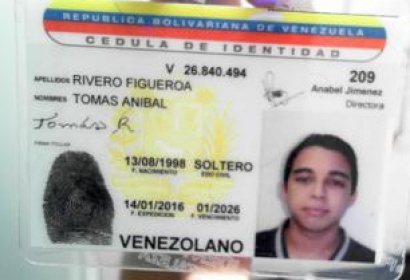 REPUBLICA BOLIVARIANA DE VENEZUELA
CEDULA DE IDENTIDAD
V 26.840.494
209
APELLIDOS RIVERO FIGUEROA
Anabel Jimenez
Directora
NOMBRES TOMAS ANIBAL
Tomás R
FIRMA TITULAR
13/08/1998 SOLTERO
F. NACIMIENTO EDO CIVIL
14/01/2016 01/2026
F. EXPEDICION F. VENCIMIENTO
VENEZOLANO